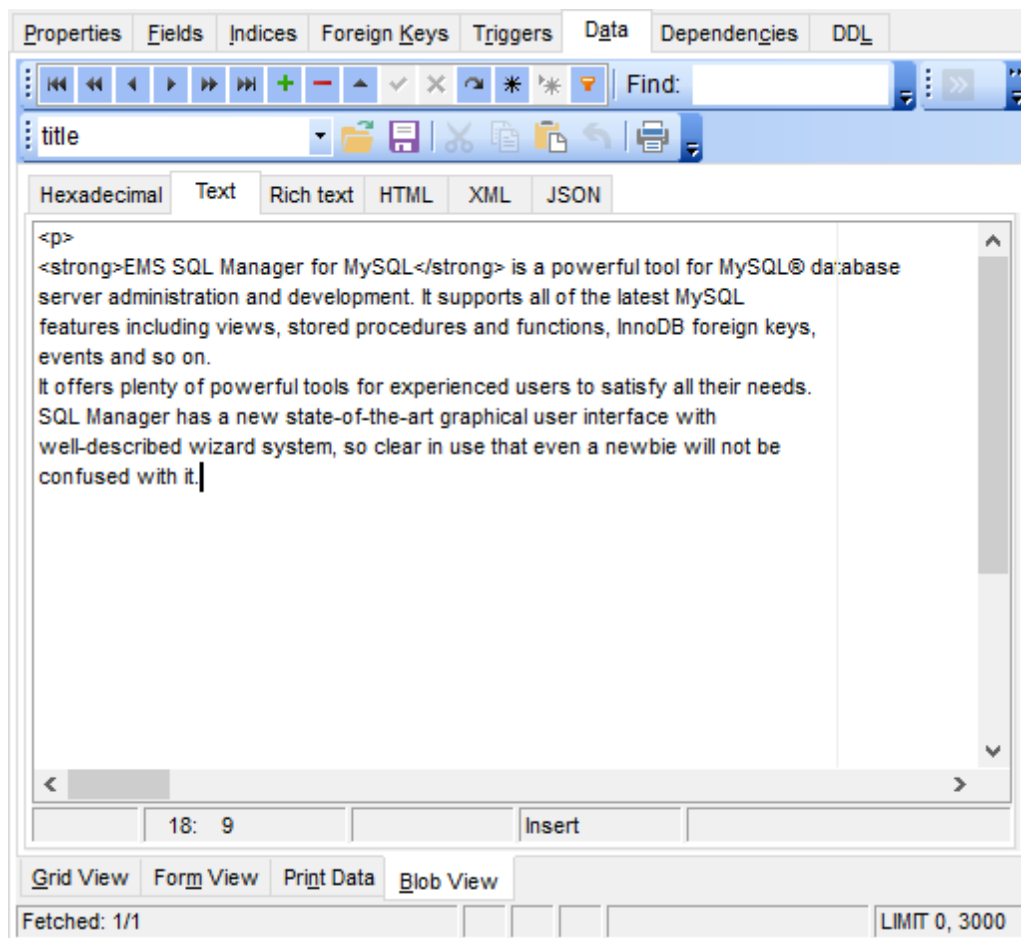 Properties Fields Indices Foreign Keys Triggers Data Dependencies DDL
Find:
title
Hexadecimal Text Rich text HTML XML JSON
<p>
<strong>EMS SQL Manager for MySQL</strong> is a powerful tool for MySQL® database
server administration and development. It supports all of the latest MySQL
features including views, stored procedures and functions, InnoDB foreign keys,
events and so on.
It offers plenty of powerful tools for experienced users to satisfy all their needs.
SQL Manager has a new state-of-the-art graphical user interface with
well-described wizard system, so clear in use that even a newbie will not be
confused with it.
18: 9 Insert
Grid View Form View Print Data Blob View
Fetched: 1/1 LIMIT 0, 3000